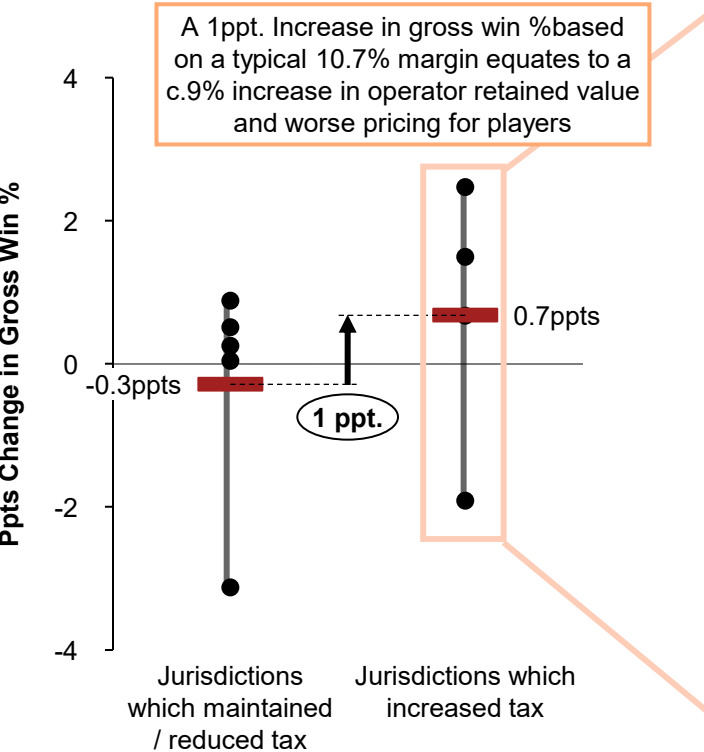 A 1ppt. Increase in gross win %based
on a typical 10.7% margin equates to a
c.9% increase in operator retained value
and worse pricing for players
Ppts Change in Gross Win %
4
2
0
-2
-4
-0.3ppts
1 ppt.
0.7ppts
Jurisdictions
which maintained
/ reduced tax
Jurisdictions which
increased tax